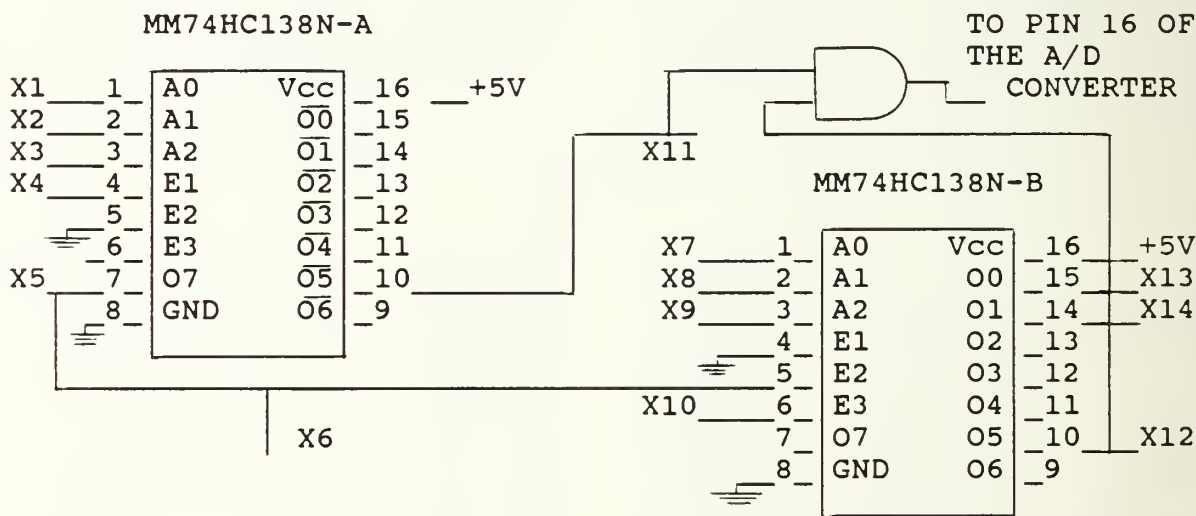 MM74HC138N-A
TO PIN 16 OF
THE A/D
CONVERTER
X1 1 A0 Vcc 16 +5V
X2 2 A1 O0 15
X3 3 A2 O1 14
X4 4 E1 O2 13
5 E2 O3 12
6 E3 O4 11
X5 7 O7 O5 10
8 GND O6 9
X11
X6
MM74HC138N-B
X7 1 A0 Vcc 16 +5V
X8 2 A1 O0 15 X13
X9 3 A2 O1 14 X14
4 E1 O2 13
5 E2 O3 12
X10 6 E3 O4 11
7 O7 O5 10 X12
8 GND O6 9